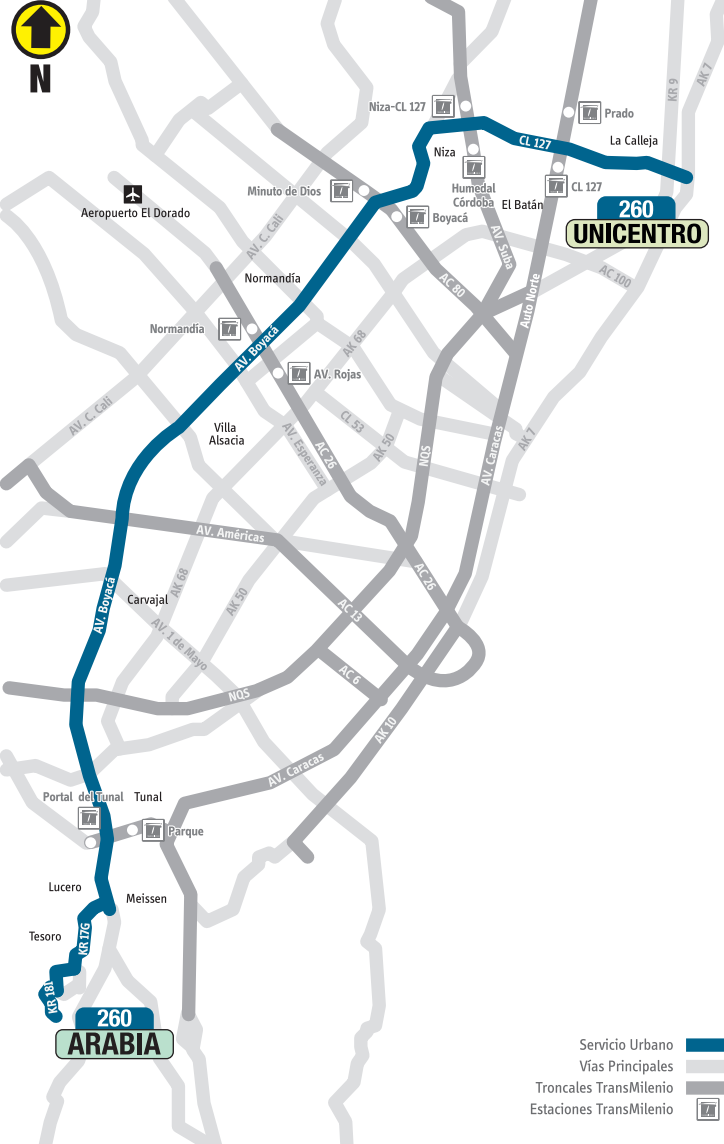 N
KR 9
AK 7
Niza-CL 127
Prado
La Calleja
CL 127
Niza
Minuto de Dios
Humedal
Córdoba
CL 127
El Batán
260
UNICENTRO
Aeropuerto El Dorado
Boyacá
AV. C. Cali
AV. Suba
AC 100
Normandía
AC 80
Auto Norte
Normandía
AV. Boyacá
AK 68
AV. Rojas
AV. C. Cali
Villa
Alsacia
CL 53
AK 50
AV. Esperanza
AC 26
NQS
AV. Caracas
AK 7
AV. Américas
AK 68
AC 26
AV. Boyacá
Carvajal
AK 50
AC 13
AV. 1 de Mayo
AC 6
NQS
AK 10
AV. Caracas
Portal del Tunal
Tunal
Parque
Lucero
Meissen
Tesoro
KR 17G
KR 18I
260
ARABIA
Servicio Urbano
Vías Principales
Troncales TransMilenio
Estaciones TransMilenio